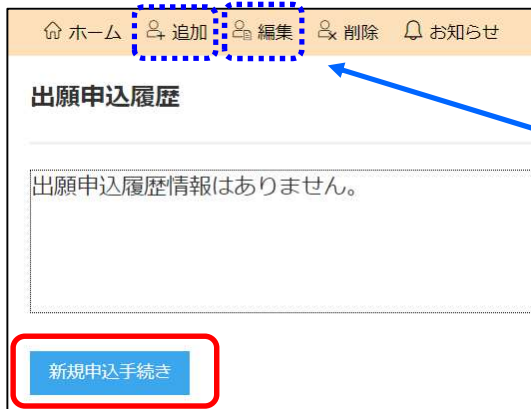 ホーム 追加 編集 削除 お知らせ
出願申込履歴
出願申込履歴情報はありません。
新規申込手続き